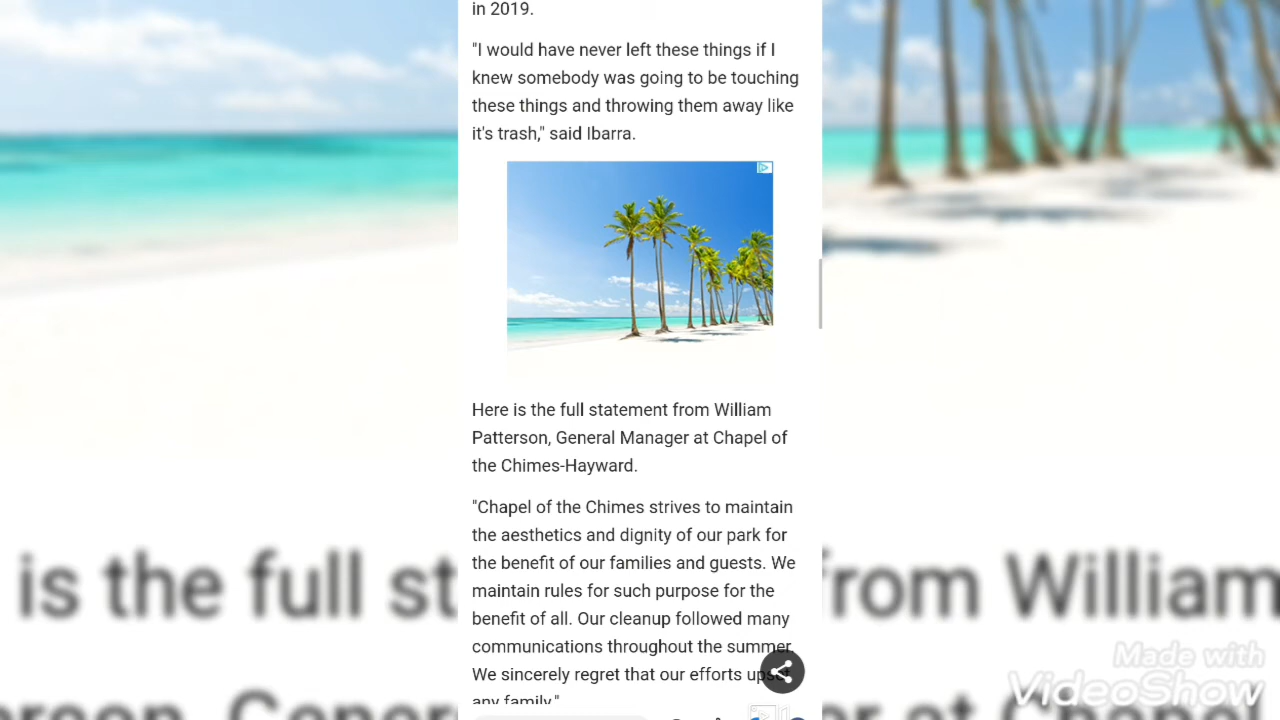 in 2019.
"I would have never left these things if I
knew somebody was going to be touching
these things and throwing them away like
it's trash," said Ibarra.
Here is the full statement from William
Patterson, General Manager at Chapel of
the Chimes-Hayward.
"Chapel of the Chimes strives to maintain
the aesthetics and dignity of our park for
the benefit of our families and guests. We
maintain rules for such purpose for the
benefit of all. Our cleanup followed many
communications throughout the summer.
We sincerely regret that our efforts upset
any family."
is the full st
from William
Made with
VideoShow